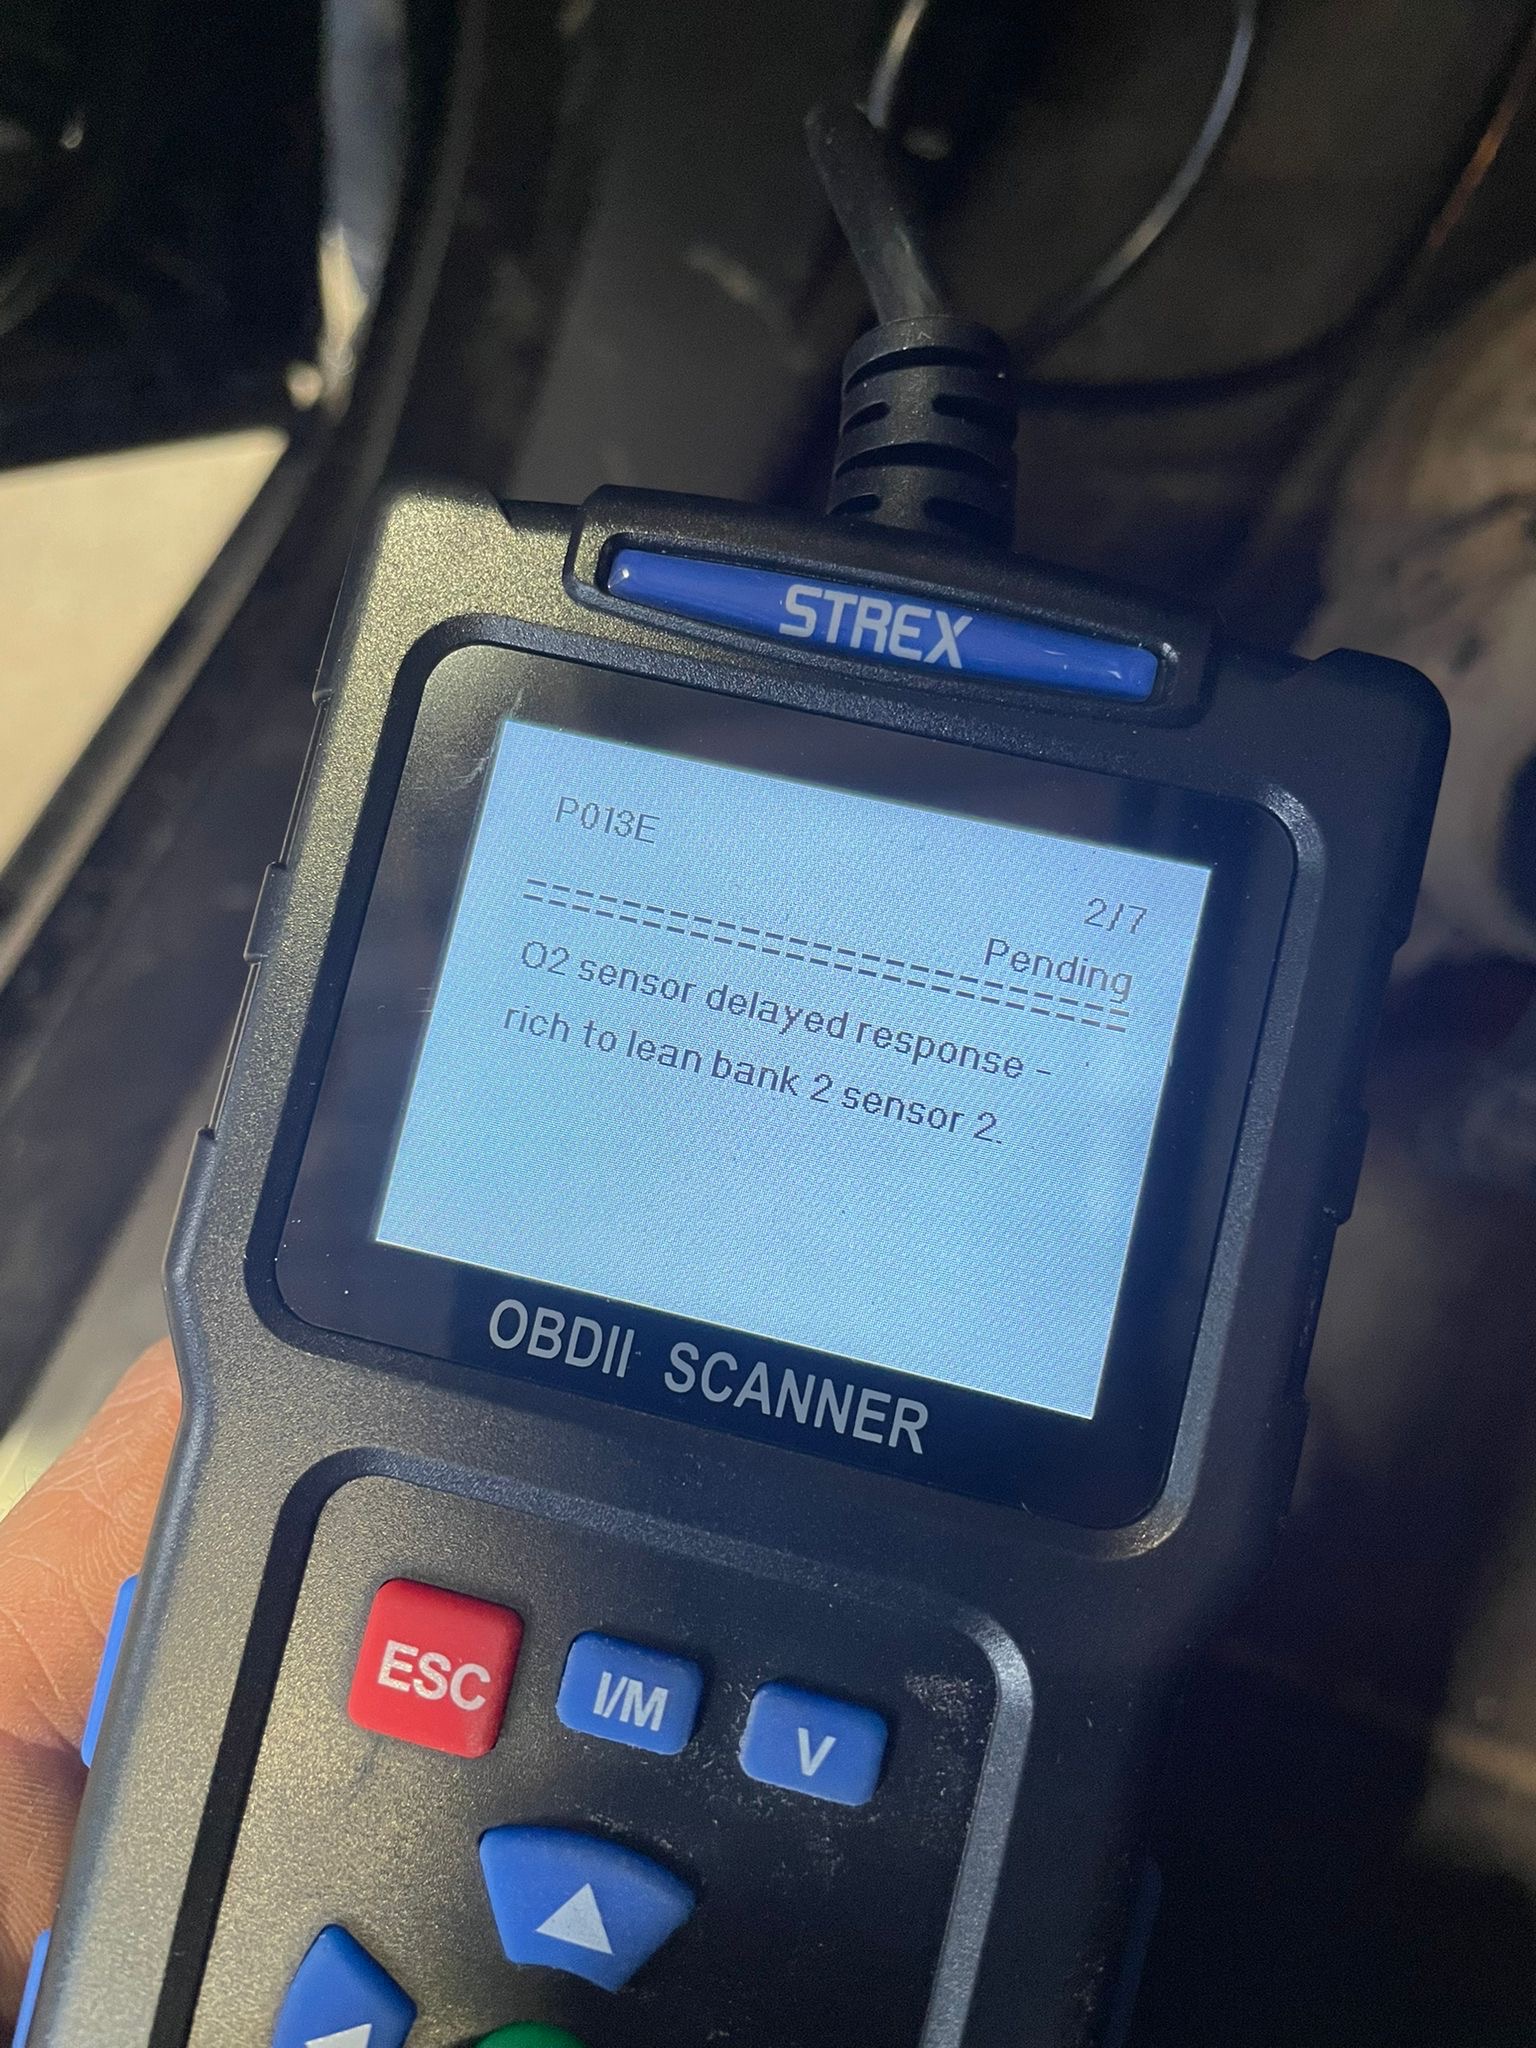 STREX
P013E
2/7
Pending
==============================
O2 sensor delayed response -
rich to lean bank 2 sensor 2.
OBDII SCANNER
ESC
I/M
V